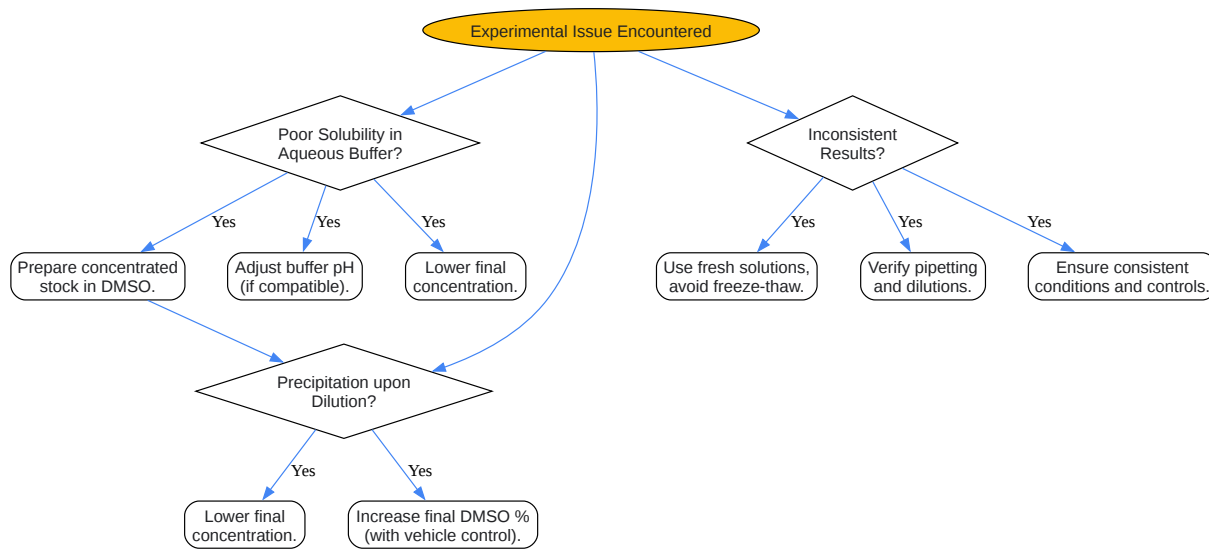 Experimental Issue Encountered
Poor Solubility in
Aqueous Buffer?
Inconsistent
Results?
Yes
Yes
Yes
Yes
Yes
Yes
Prepare concentrated
stock in DMSO.
Adjust buffer pH
(if compatible).
Lower final
concentration.
Use fresh solutions,
avoid freeze-thaw.
Verify pipetting
and dilutions.
Ensure consistent
conditions and controls.
Precipitation upon
Dilution?
Yes
Yes
Lower final
concentration.
Increase final DMSO %
(with vehicle control).